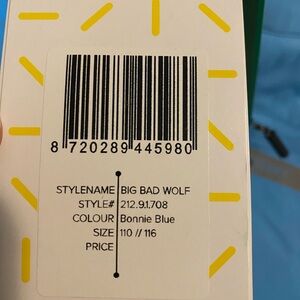 8 720289 445980
STYLENAME BIG BAD WOLF
STYLE# 212.91.708
COLOUR Bonnie Blue
SIZE 110 // 116
PRICE